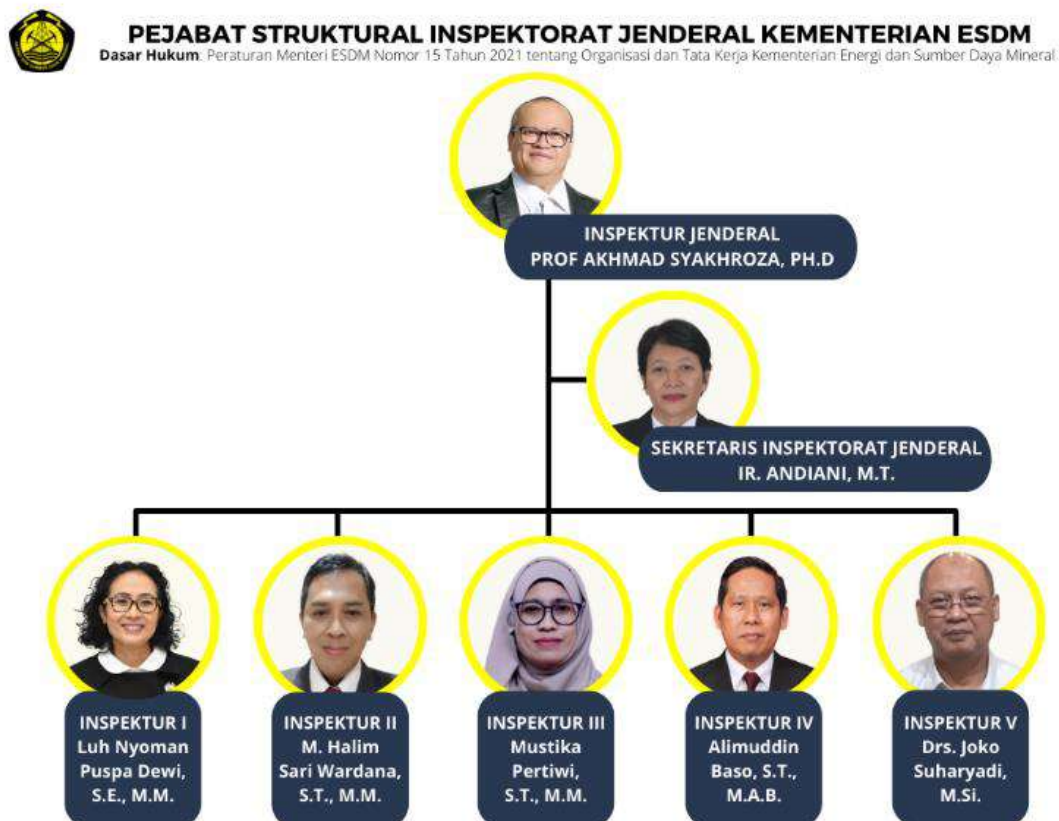 PEJABAT STRUKTURAL INSPEKTORAT JENDERAL KEMENTERIAN ESDM
Dasar Hukum: Peraturan Menteri ESDM Nomor 15 Tahun 2021 tentang Organisasi dan Tata Kerja Kementerian Energi dan Sumber Daya Mineral
INSPEKTUR JENDERAL
PROF AKHMAD SYAKHROZA, PH.D
SEKRETARIS INSPEKTORAT JENDERAL
IR. ANDIANI, M.T.
INSPEKTUR I
Luh Nyoman
Puspa Dewi,
S.E., M.M.
INSPEKTUR II
M. Halim
Sari Wardana,
S.T., M.M.
INSPEKTUR III
Mustika
Pertiwi,
S.T., M.M.
INSPEKTUR IV
Alimuddin
Baso, S.T.,
M.A.B.
INSPEKTUR V
Drs. Joko
Suharyadi,
M.Si.